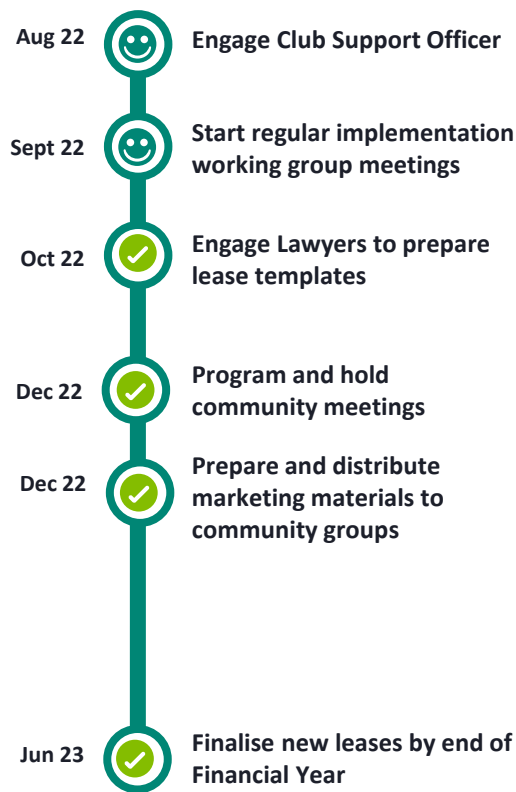 Aug 22
Engage Club Support Officer
Sept 22
Start regular implementation
working group meetings
Oct 22
Engage Lawyers to prepare
lease templates
Dec 22
Program and hold
community meetings
Dec 22
Prepare and distribute
marketing materials to
community groups
Jun 23
Finalise new leases by end of
Financial Year